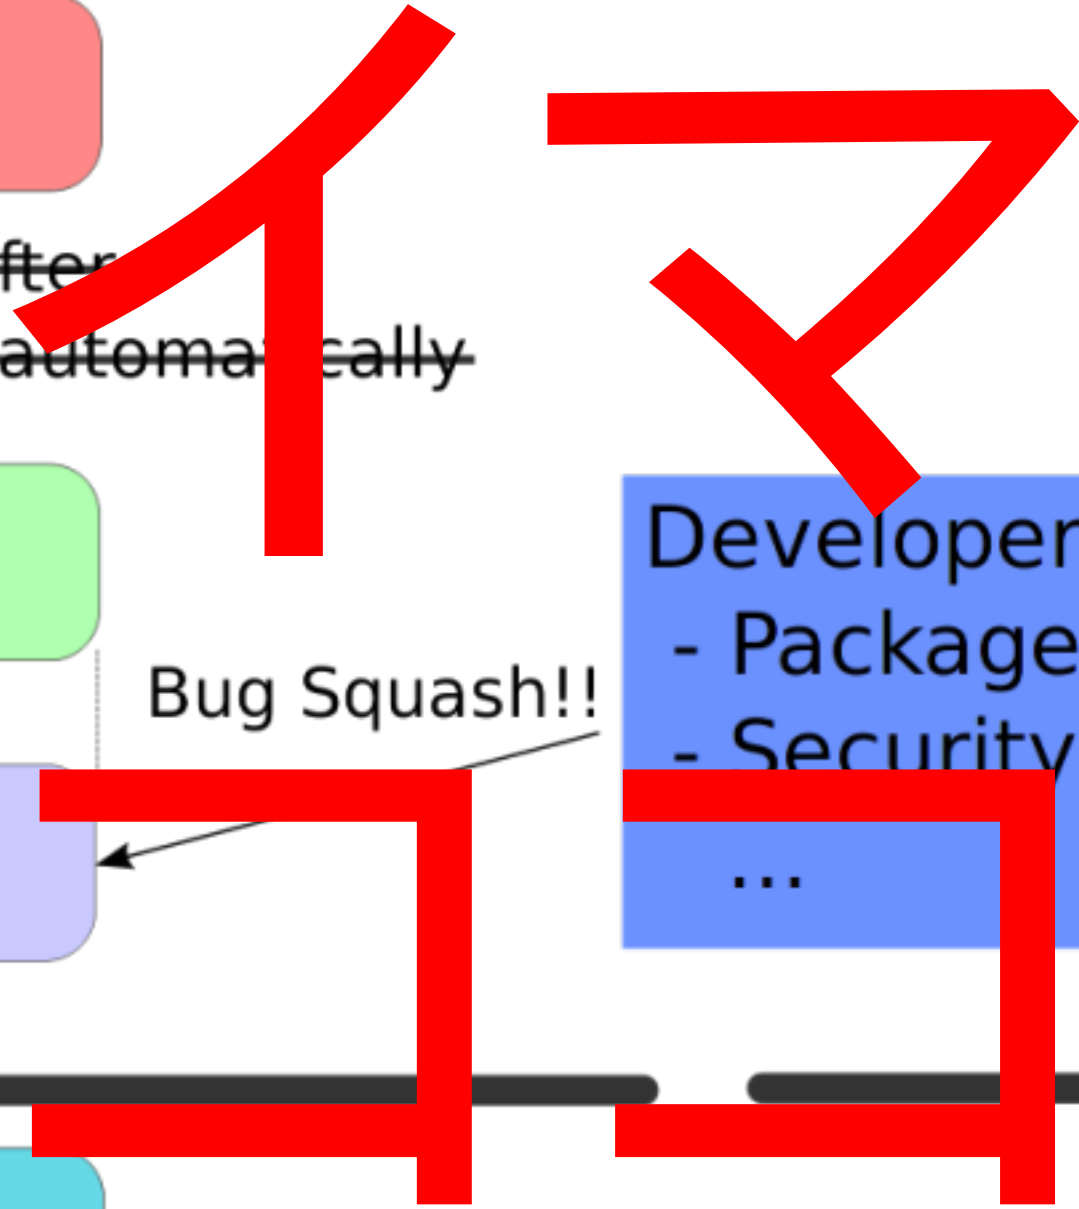 イマ
fter
automatically
Developer
- Package
Bug Squash!!
- Security
ココ
...